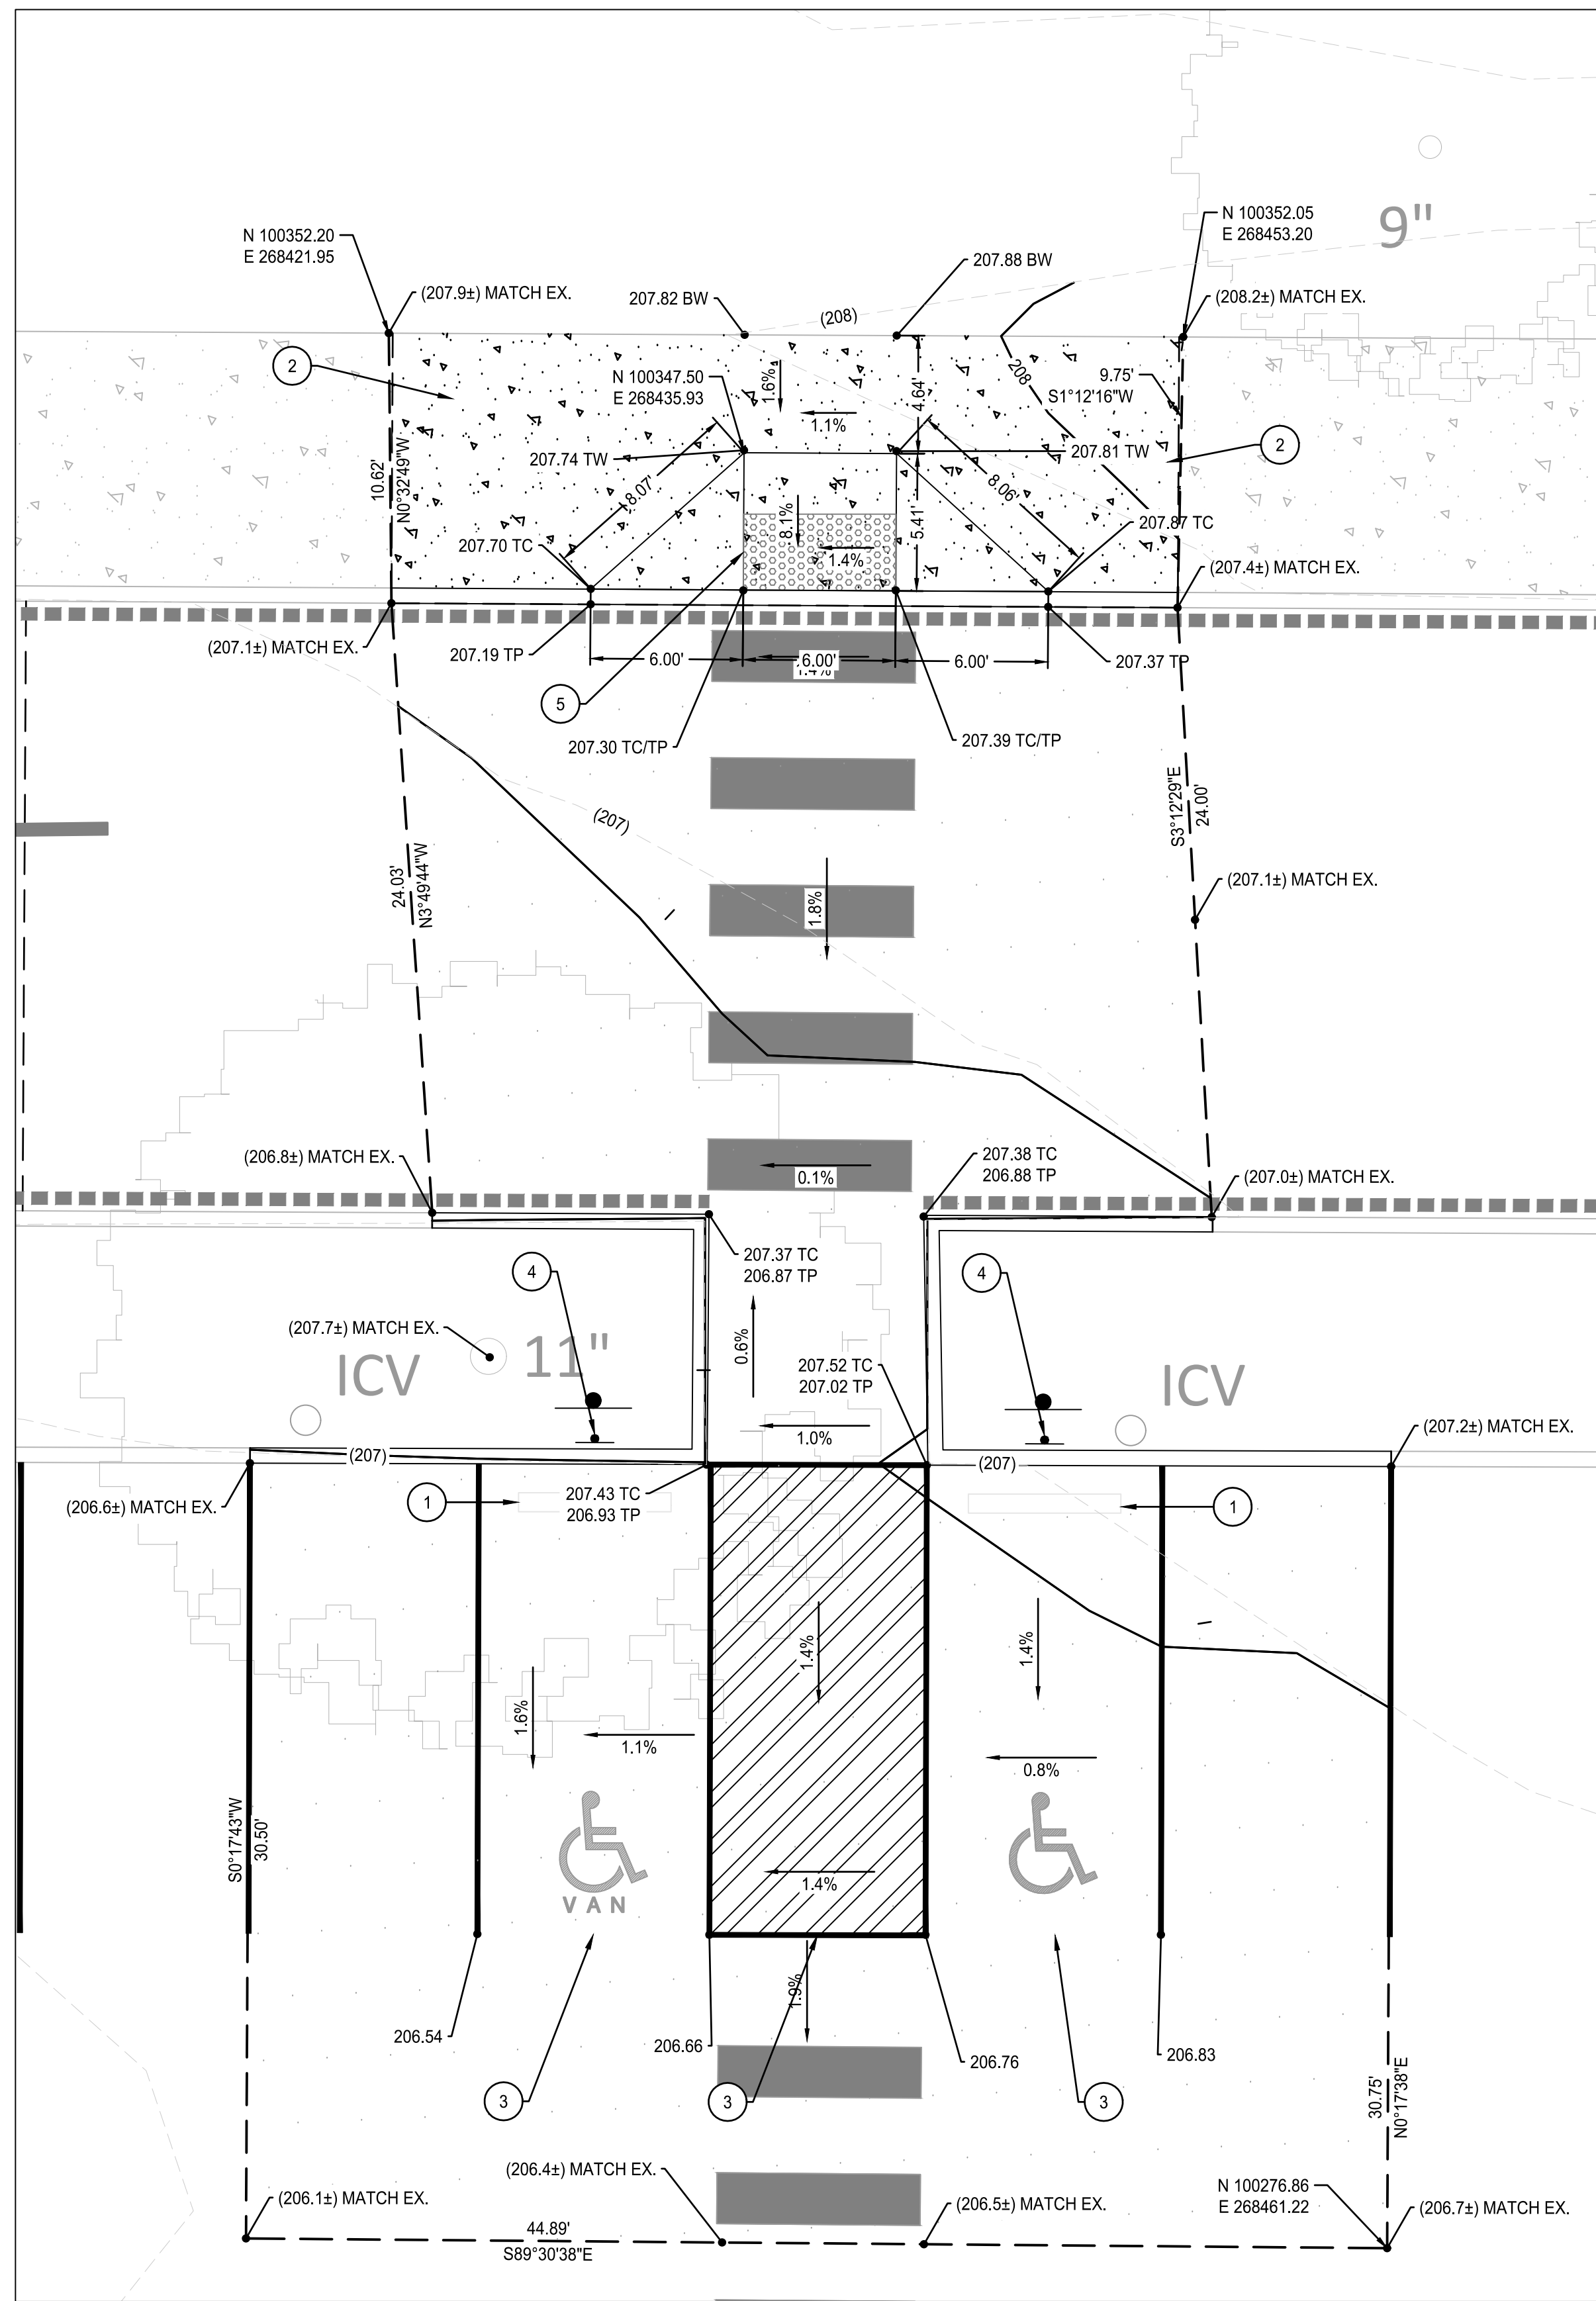 N 100352.20
E 268421.95
(207.9±) MATCH EX.
207.82 BW
(208)
207.88 BW
N 100352.05
E 268453.20
9"
(208.2±) MATCH EX.
2
N 100347.50
E 268435.93
1.6%
1.1%
4.64'
208
9.75'
S1°12'16"W
2
207.74 TW
207.81 TW
10.62'
N0°32'49"W
8.07'
8.06'
207.70 TC
8.1%
1.4%
5.41'
207.87 TC
(207.4±) MATCH EX.
(207.1±) MATCH EX.
207.19 TP
6.00'
6.00'
1.4%
6.00'
207.37 TP
5
207.30 TC/TP
207.39 TC/TP
(207)
S3°12'29"E
24.00'
24.03'
N3°49'44"W
1.8%
(207.1±) MATCH EX.
(206.8±) MATCH EX.
0.1%
207.38 TC
206.88 TP
(207.0±) MATCH EX.
4
207.37 TC
206.87 TP
4
(207.7±) MATCH EX.
11"
ICV
0.6%
207.52 TC
207.02 TP
ICV
1.0%
(207.2±) MATCH EX.
(207)
(207)
(206.6±) MATCH EX.
1
207.43 TC
206.93 TP
1
1.6%
1.4%
1.4%
1.1%
0.8%
S0°17'43"W
30.50'
1.4%
VAN
206.54
206.66
1.9%
206.76
206.83
3
3
3
30.75'
N0°17'38"E
(206.4±) MATCH EX.
(206.1±) MATCH EX.
(206.5±) MATCH EX.
N 100276.86
E 268461.22
(206.7±) MATCH EX.
44.89'
S89°30'38"E